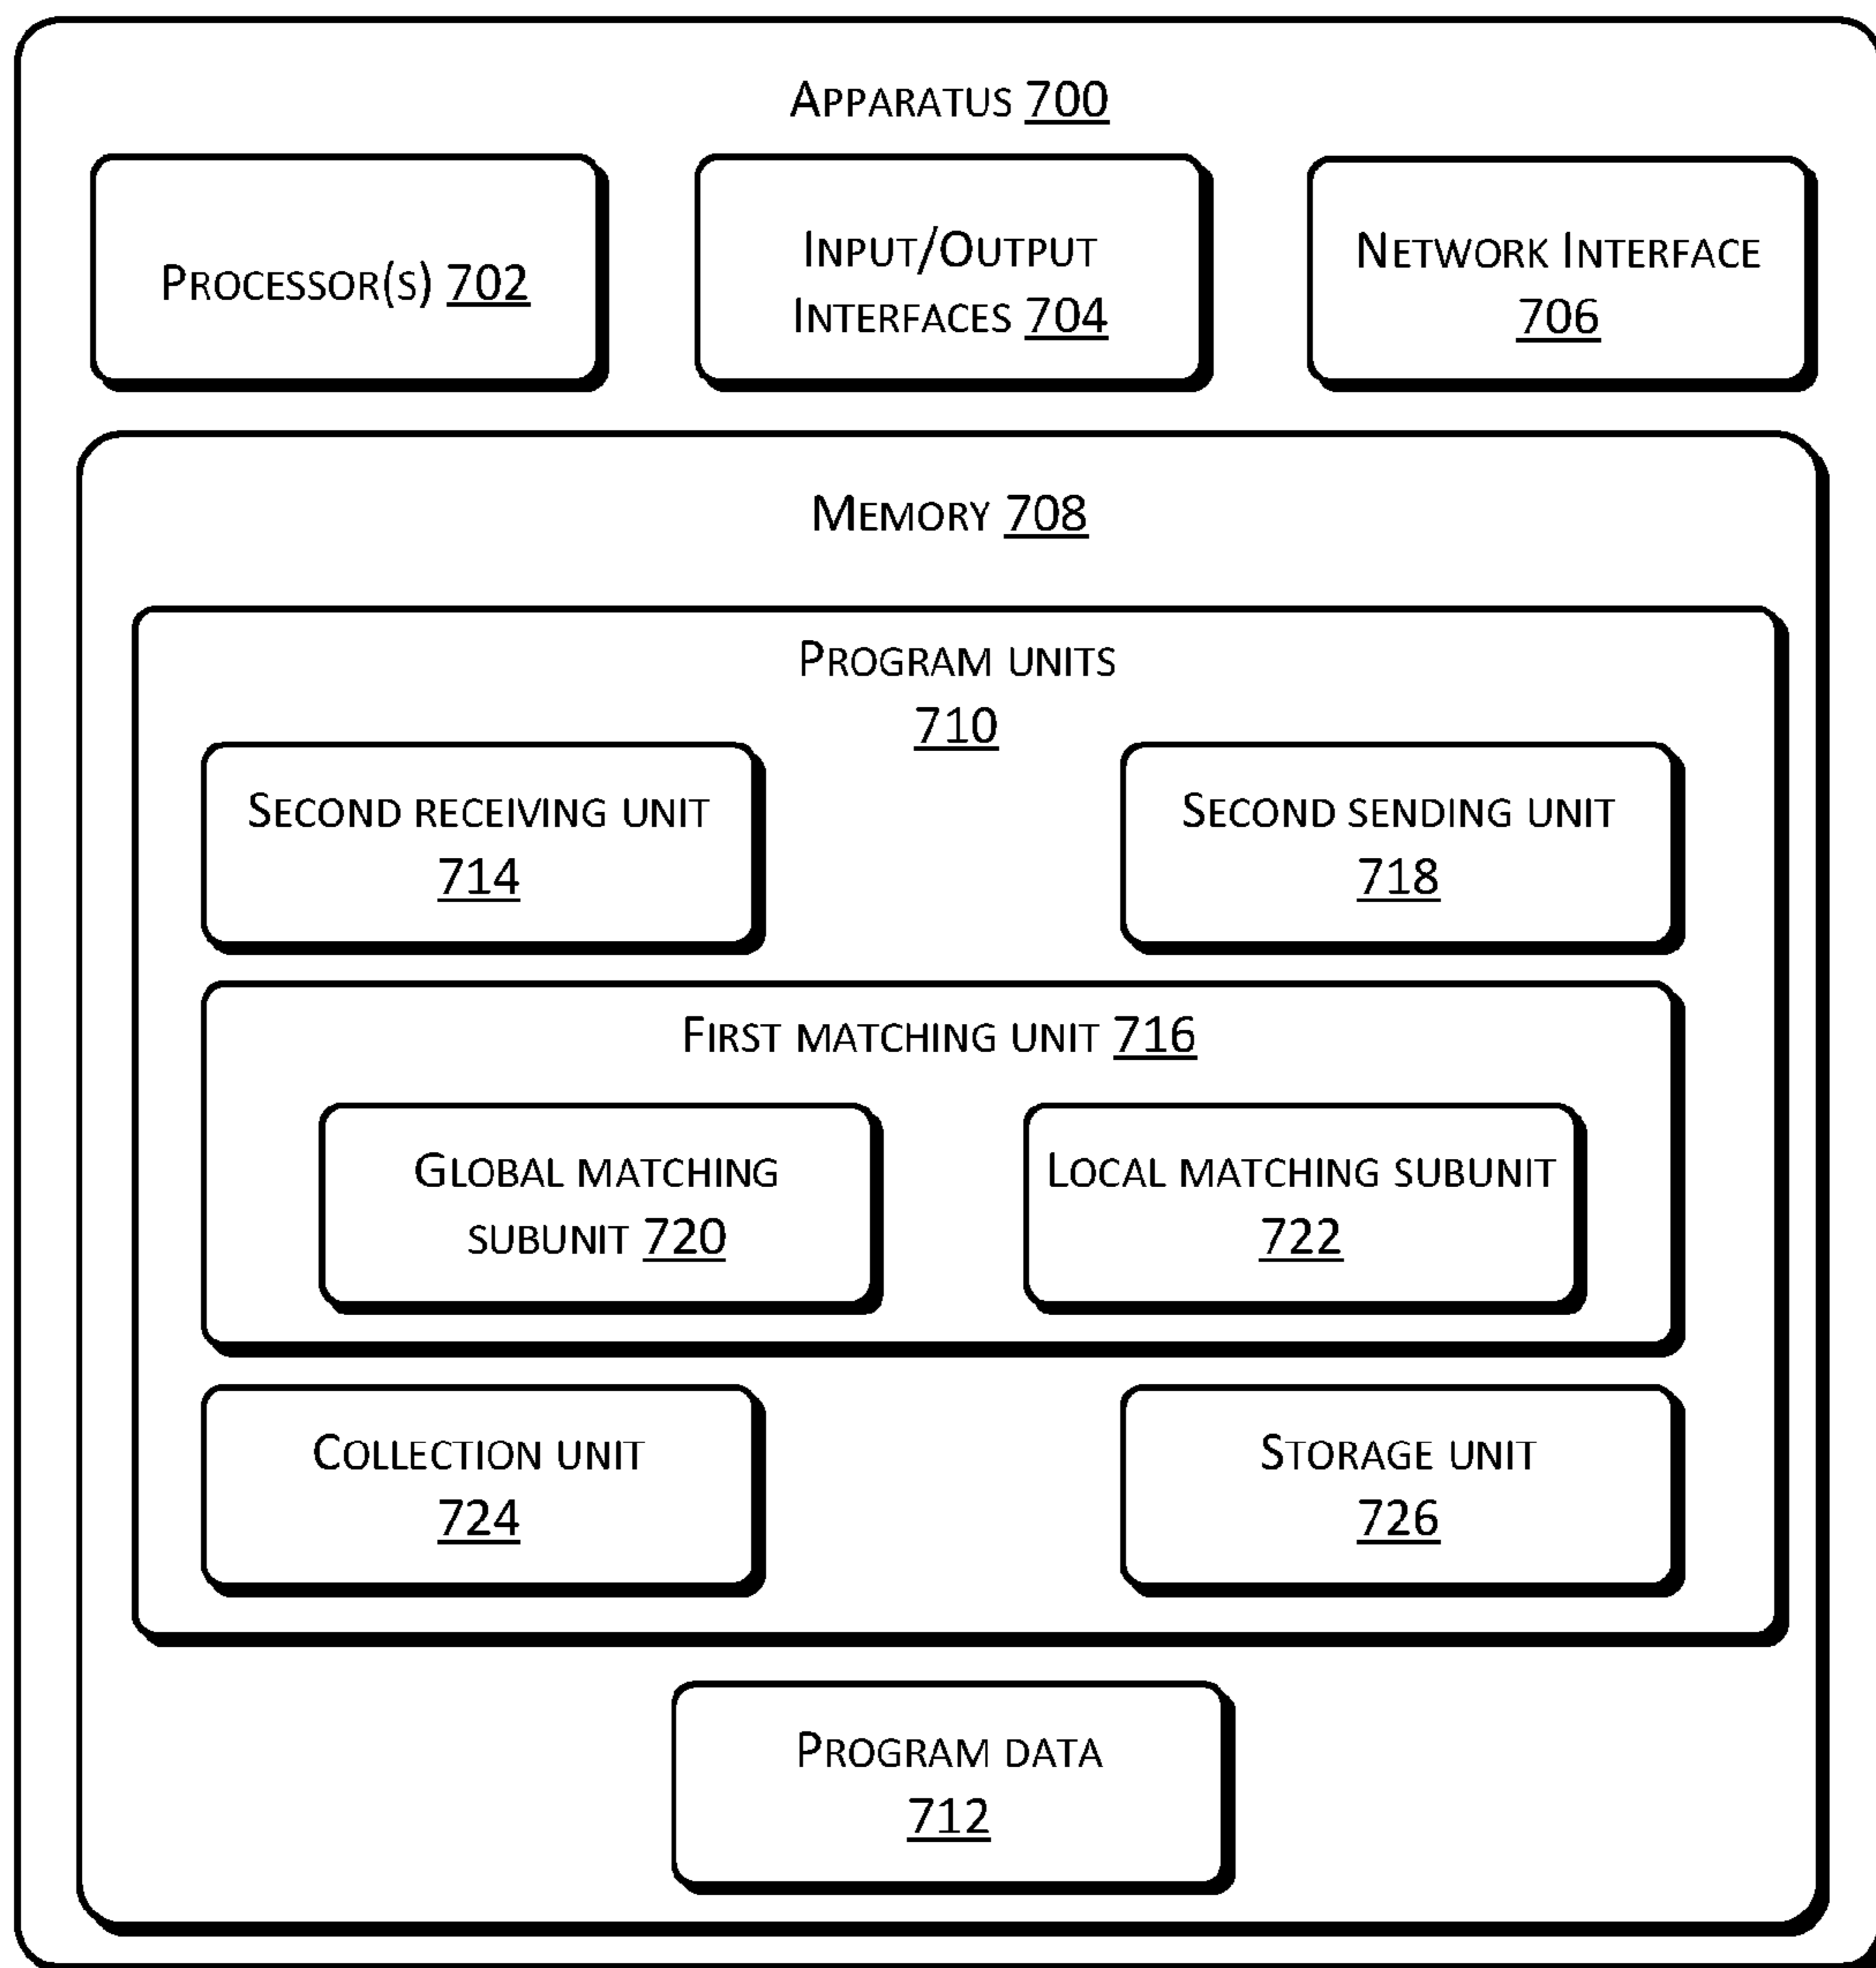 APPARATUS 700
PROCESSOR(S) 702
INPUT/OUTPUT
INTERFACES 704
NETWORK INTERFACE
706
MEMORY 708
PROGRAM UNITS
710
SECOND RECEIVING UNIT
714
SECOND SENDING UNIT
718
FIRST MATCHING UNIT 716
GLOBAL MATCHING
SUBUNIT 720
LOCAL MATCHING SUBUNIT
722
COLLECTION UNIT
724
STORAGE UNIT
726
PROGRAM DATA
712